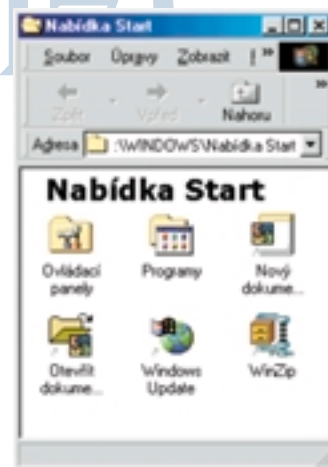 Nabídka Start
Soubor Úpravy Zobrazit
Zpět Vpřed Nahoru
Adresa :\WINDOWS\Nabídka Start
Nabídka Start
Ovládací panely
Programy
Nový dokume...
Otevřít dokume...
Windows Update
WinZip